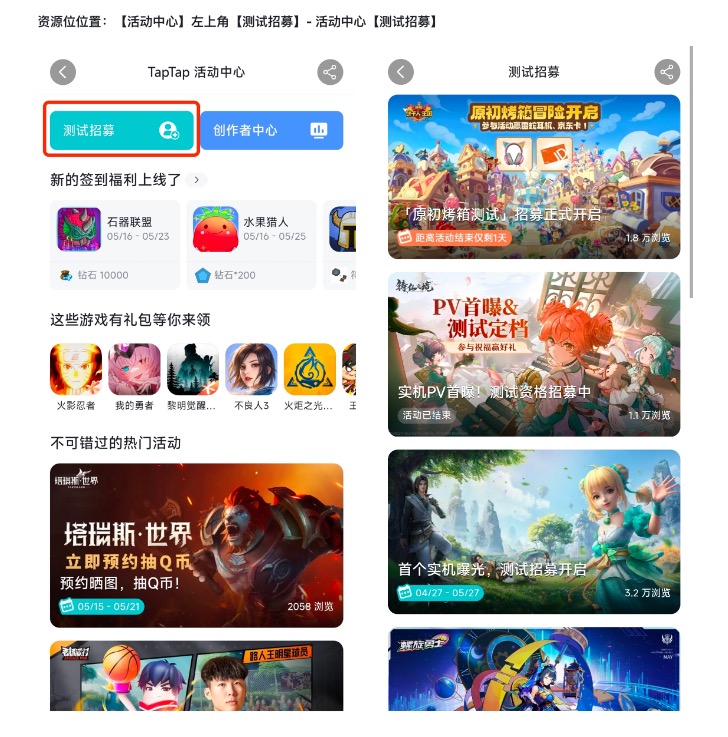 资源位位置：【活动中心】左上角【测试招募】- 活动中心【测试招募】
TapTap 活动中心
测试招募
创作者中心
新的签到福利上线了
石器联盟
05/16 - 05/23
钻石 10000
水果猎人
05/16 - 05/25
钻石*200
这些游戏有礼包等你来领
火影忍者
我的勇者
黎明觉醒...
不良人3
火炬之光...
不可错过的热门活动
塔瑞斯·世界
塔瑞斯·世界
立即预约抽Q币
预约晒图，抽Q币！
05/15 - 05/21
2058 浏览
路人王明星球员
测试招募
原初烤箱冒险开启
参与活动愿赢耳机、京东卡！
「原初烤箱测试」招募正式开启
距离活动结束仅剩1天
1.8 万浏览
PV首曝&
测试定档
参与祝福赢好礼
实机PV首曝！测试资格招募中
活动已结束
1.1 万浏览
首个实机曝光，测试招募开启
04/27 - 05/27
3.2 万浏览
螺旋勇士
MAY